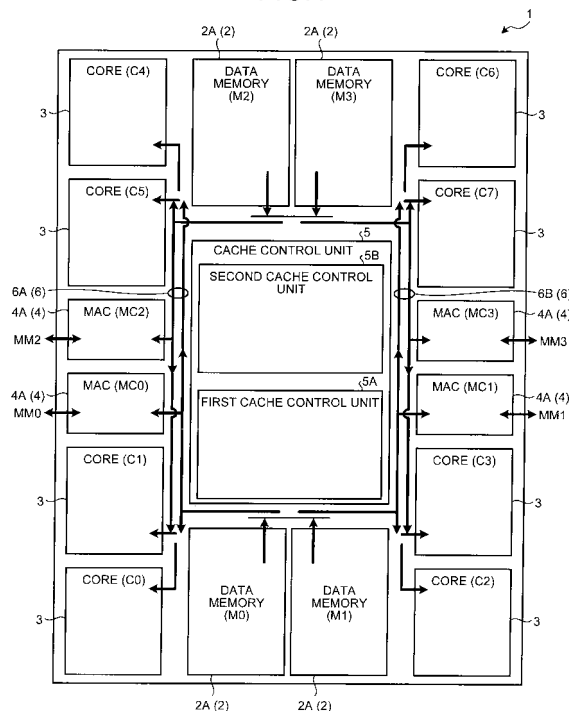 1
2A (2)
2A (2)
CORE (C4)
DATA
MEMORY
(M2)
DATA
MEMORY
(M3)
CORE (C6)
3
3
CORE (C5)
CORE (C7)
3
3
5
CACHE CONTROL UNIT
5B
SECOND CACHE CONTROL
UNIT
6A (6)
6B (6)
4A (4)
MAC (MC2)
MAC (MC3)
4A (4)
MM2
MM3
4A (4)
MAC (MC0)
MAC (MC1)
4A (4)
MM0
MM1
5A
FIRST CACHE CONTROL UNIT
CORE (C1)
CORE (C3)
3
3
CORE (C0)
DATA
MEMORY
(M0)
DATA
MEMORY
(M1)
CORE (C2)
3
3
2A (2)
2A (2)